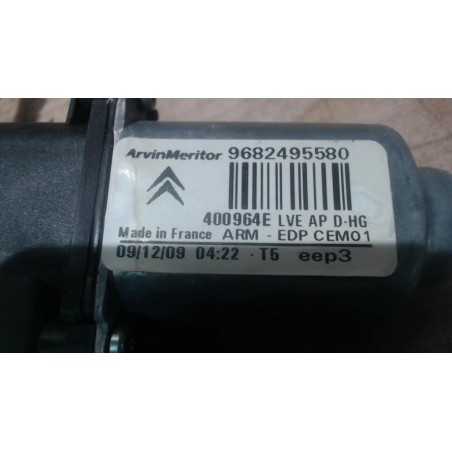 ArvinMeritor 9682495580
400964E LVE AP D-HG
Made in France ARM - EDP CEM01
09/12/09 04:22 - T5 eep3